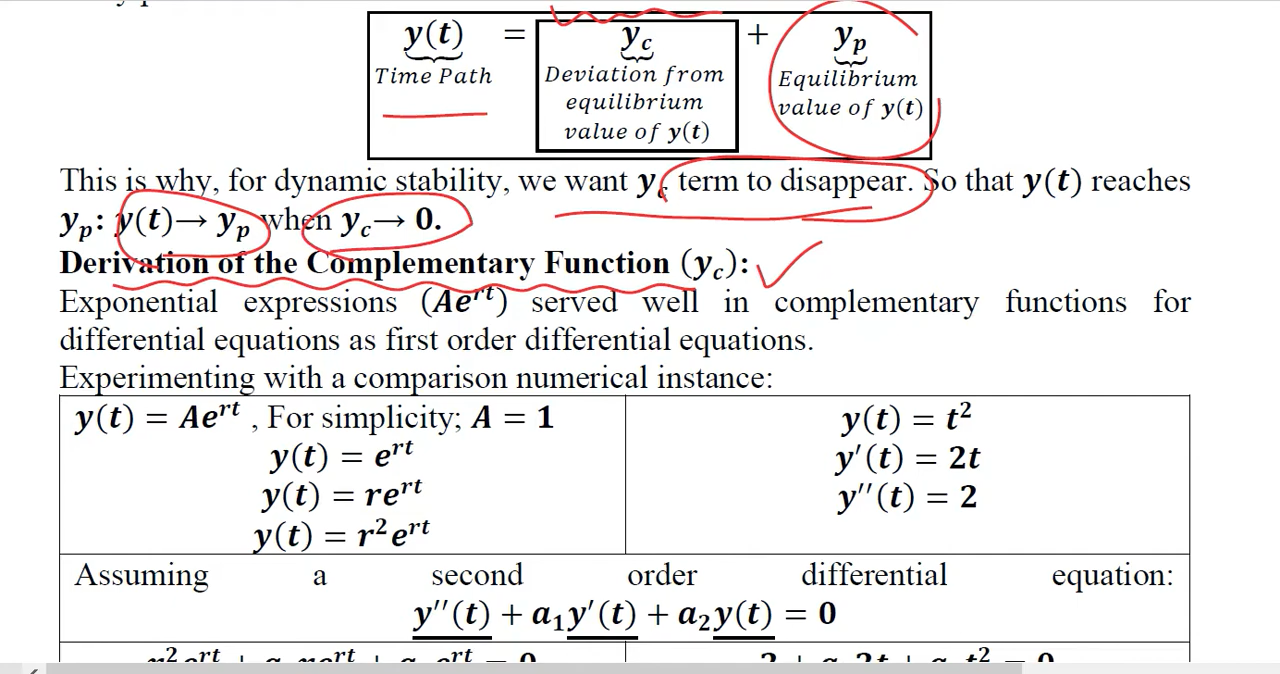 y(t) = y_c + y_p
Time Path Deviation from equilibrium value of y(t) Equilibrium value of y(t)
This is why, for dynamic stability, we want y_c term to disappear. So that y(t) reaches
y_p: y(t)→ y_p when y_c→ 0.
Derivation of the Complementary Function (y_c):
Exponential expressions (Ae^{rt}) served well in complementary functions for
differential equations as first order differential equations.
Experimenting with a comparison numerical instance:
y(t) = Ae^{rt} , For simplicity; A = 1
y(t) = e^{rt}
y(t) = re^{rt}
y(t) = r²e^{rt}
y(t) = t²
y′(t) = 2t
y′′(t) = 2
Assuming a second order differential equation:
y′′(t) + a₁y′(t) + a₂y(t) = 0